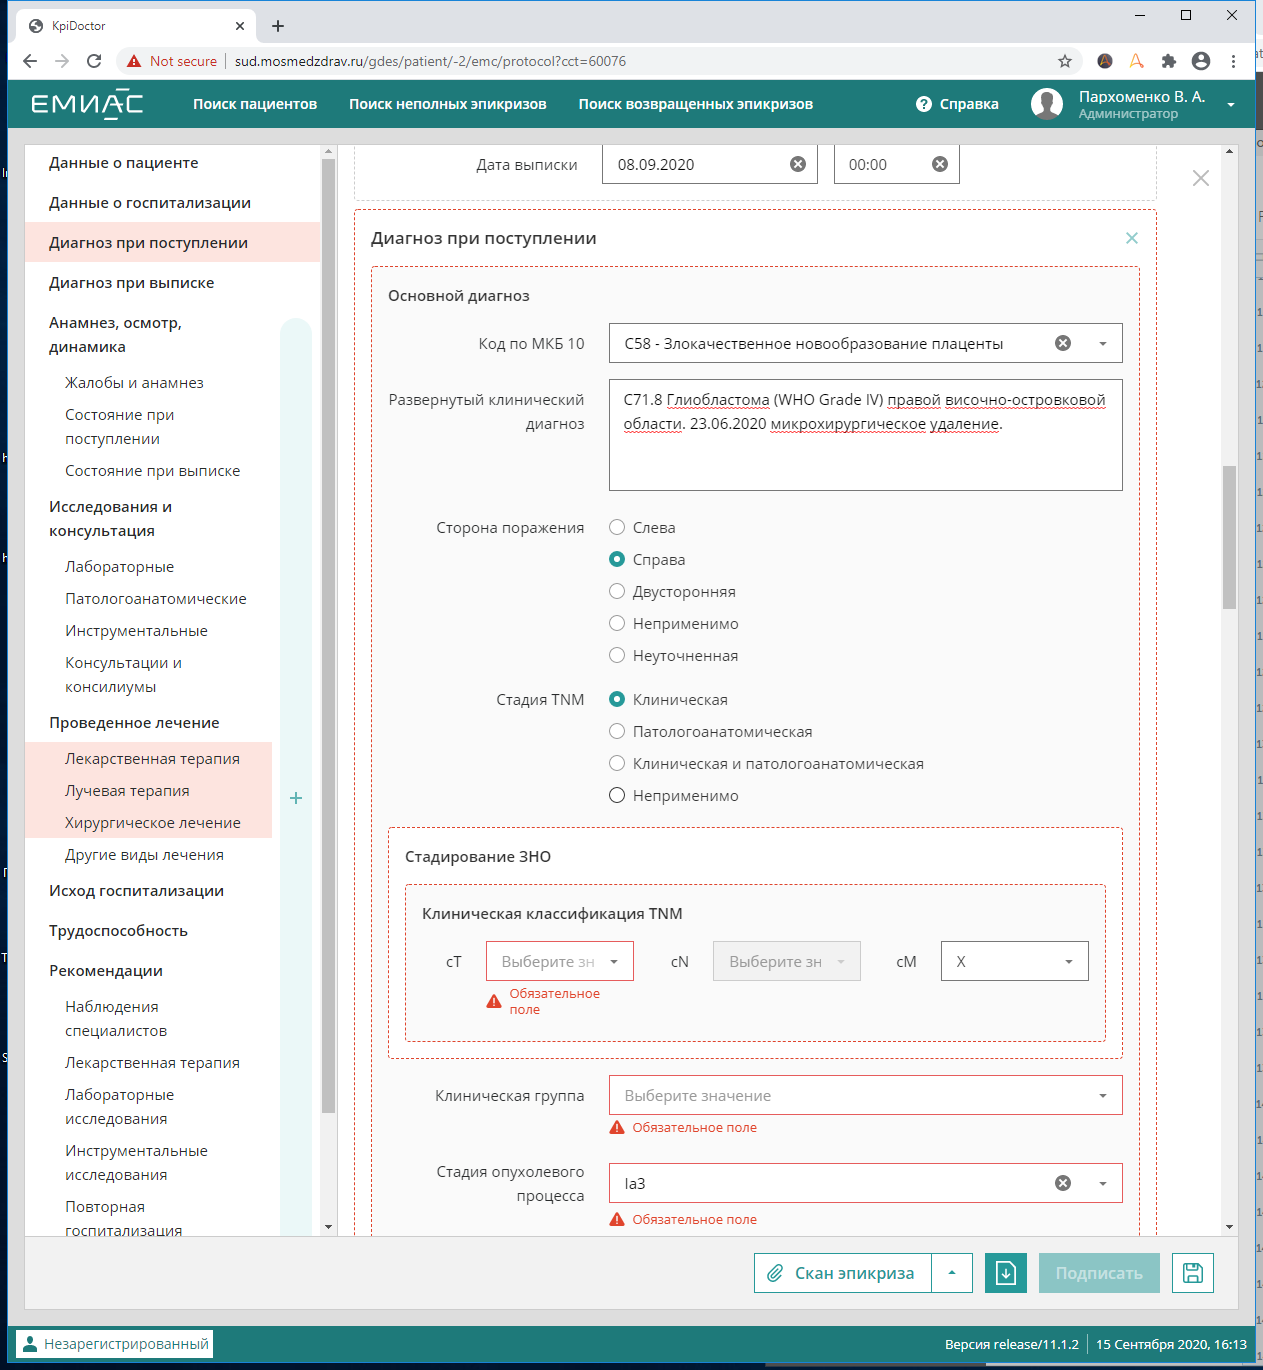 KpiDoctor
Not secure
sud.mosmedzdrav.ru/gdes/patient/-2/emc/protocol?cct=60076
ЕМИАС
Поиск пациентов
Поиск неполных эпикризов
Поиск возвращенных эпикризов
Справка
Пархоменко В. А.
Администратор
Данные о пациенте
Данные о госпитализации
Диагноз при поступлении
Диагноз при выписке
Анамнез, осмотр,
динамика
Жалобы и анамнез
Состояние при
поступлении
Состояние при выписке
Исследования и
консультация
Лабораторные
Патологоанатомические
Инструментальные
Консультации и
консилиумы
Проведенное лечение
Лекарственная терапия
Лучевая терапия
Хирургическое лечение
Другие виды лечения
Исход госпитализации
Трудоспособность
Рекомендации
Наблюдения
специалистов
Лекарственная терапия
Лабораторные
исследования
Инструментальные
исследования
Повторная
госпитализация
Дата выписки
08.09.2020
00:00
Диагноз при поступлении
Основной диагноз
Код по МКБ 10
C58 - Злокачественное новообразование плаценты
Развернутый клинический
диагноз
C71.8 Глиобластома (WHO Grade IV) правой височно-островковой
области. 23.06.2020 микрохирургическое удаление.
Сторона поражения
Слева
Справа
Двусторонняя
Неприменимо
Неуточненная
Стадия TNM
Клиническая
Патологоанатомическая
Клиническая и патологоанатомическая
Неприменимо
Стадирование ЗНО
Клиническая классификация TNM
cT
Выберите зн
cN
Выберите зн
cM
X
Обязательное
поле
Клиническая группа
Выберите значение
Обязательное поле
Стадия опухолевого
процесса
Ia3
Обязательное поле
Скан эпикриза
Подписать
Незарегистрированный
Версия release/11.1.2
15 Сентября 2020, 16:13